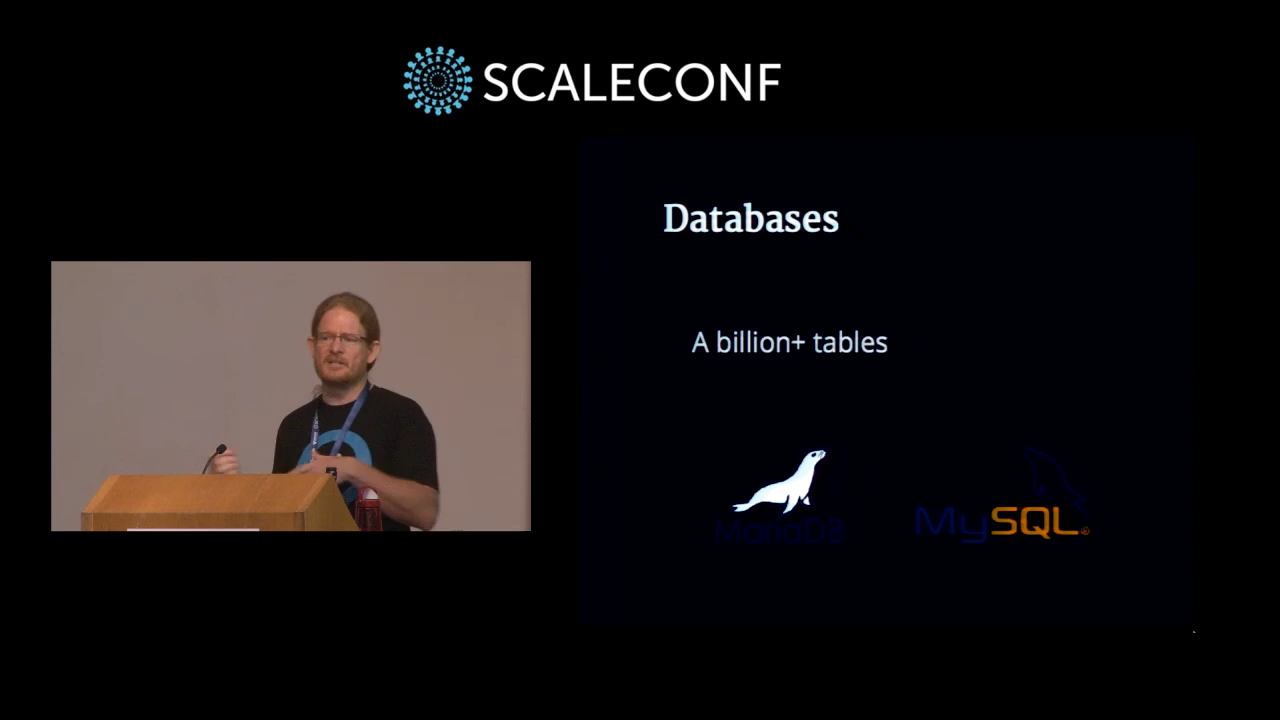 SCALECONF
Databases
A billion+ tables
MariaDB
MySQL®